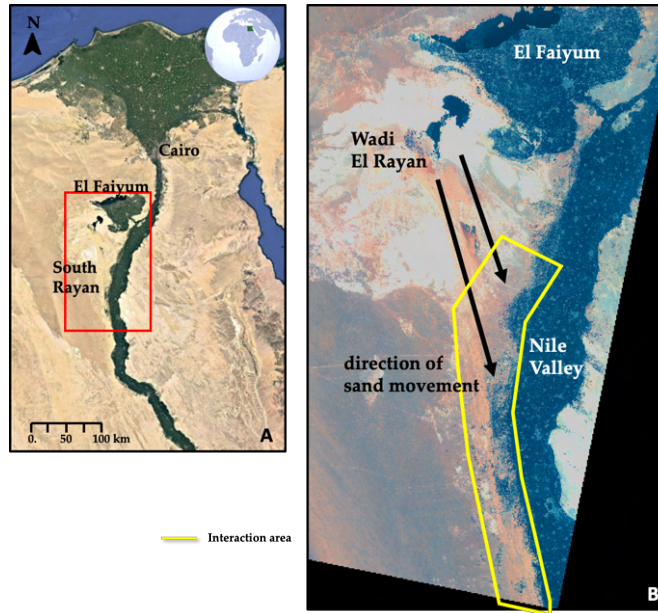 N
Cairo
El Faiyum
South
Rayan
0. 50 100 km
A
El Faiyum
Wadi
El Rayan
Nile
Valley
direction of
sand movement
B
Interaction area